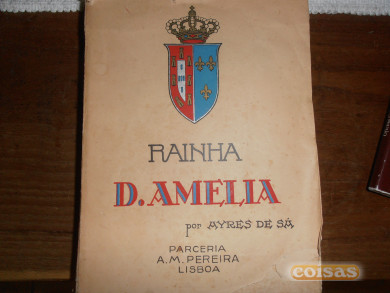 RAINHA
D. AMELIA
por AYRES DE SÁ
PARCERIA
A. M. PEREIRA
LISBOA
coisas